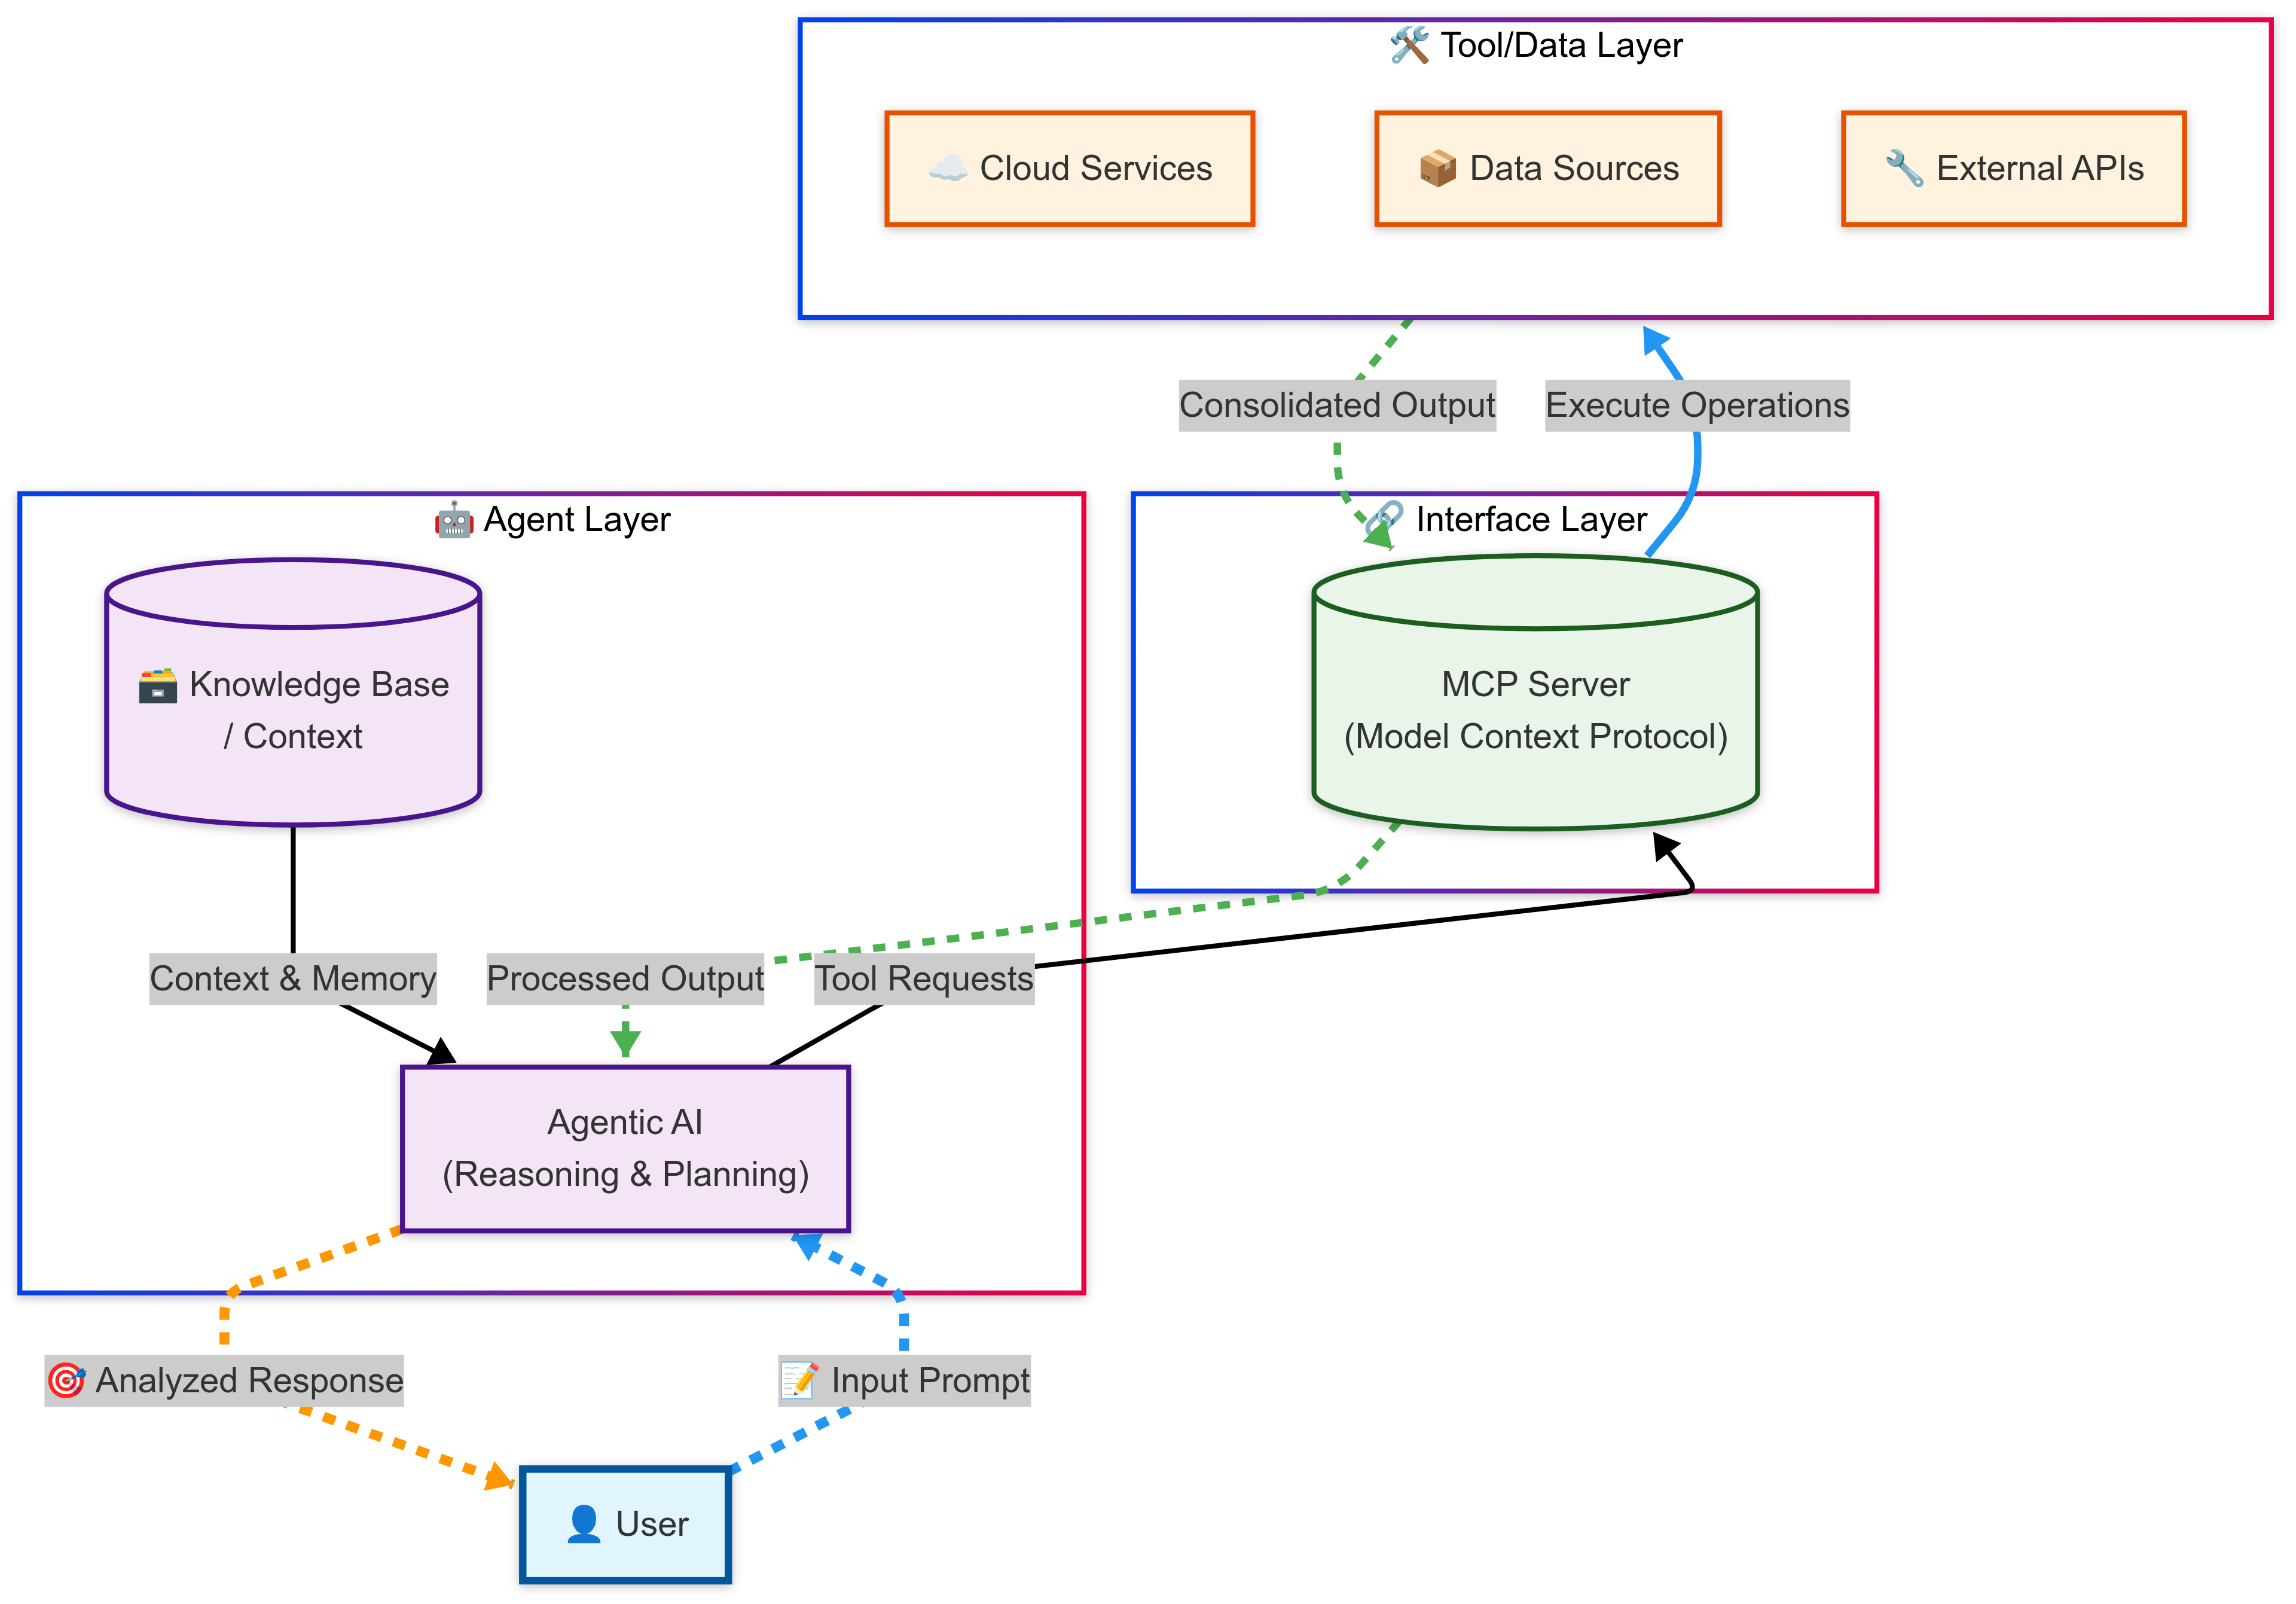 🛠️ Tool/Data Layer
☁️ Cloud Services
📦 Data Sources
🔧 External APIs
Consolidated Output
Execute Operations
🤖 Agent Layer
🔗 Interface Layer
🗃️ Knowledge Base
/ Context
MCP Server
(Model Context Protocol)
Context & Memory
Processed Output
Tool Requests
Agentic AI
(Reasoning & Planning)
🎯 Analyzed Response
📝 Input Prompt
👤 User